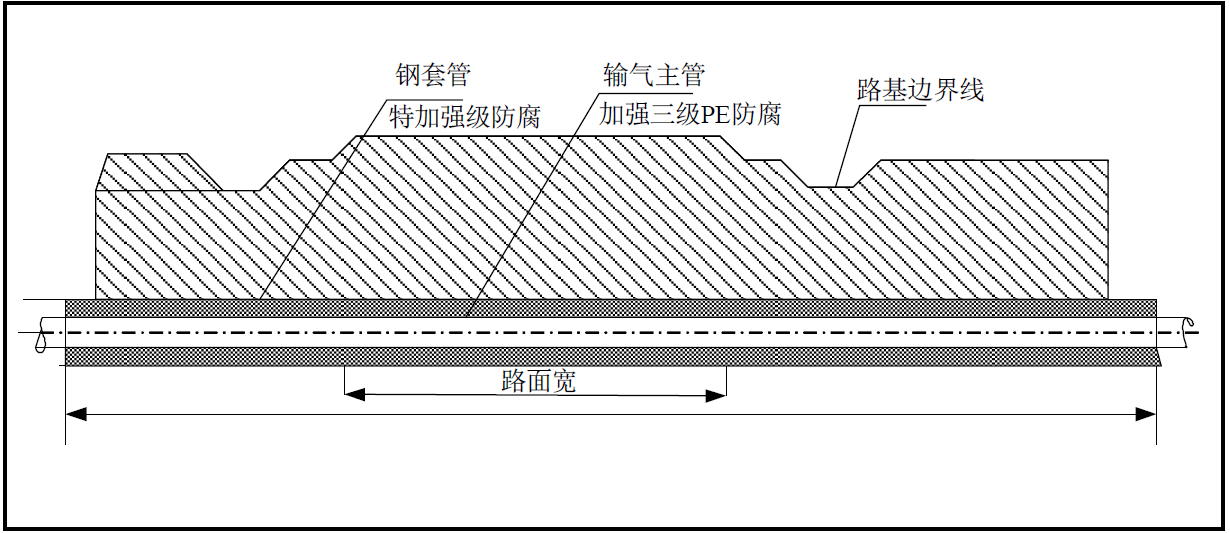 钢套管
特加强级防腐
输气主管
加强三级PE防腐
路基边界线
路面宽